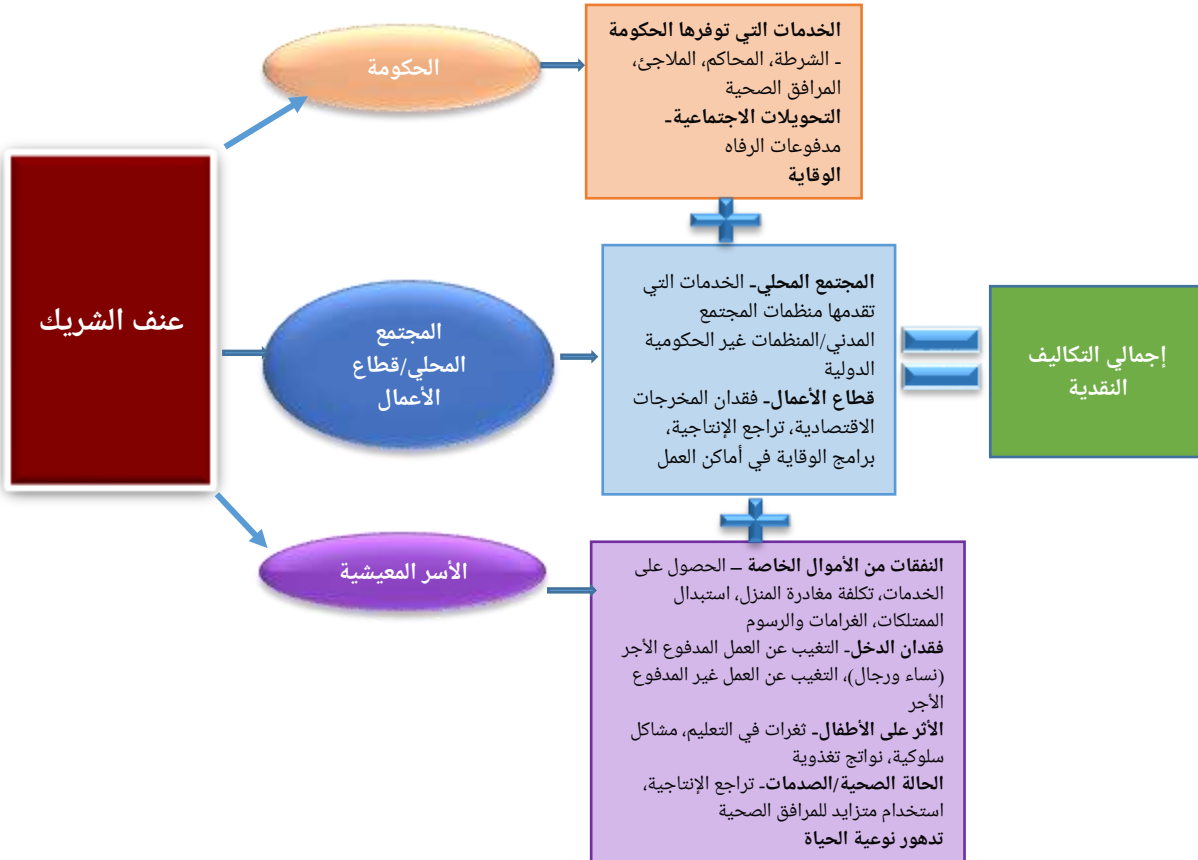 الحكومة
الخدمات التي توفرها الحكومة
- الشرطة، المحاكم، الملاجئ،
المرافق الصحية
التحويلات الاجتماعية-
مدفوعات الرفاه
الوقاية
عنف الشريك
المجتمع
المحلي/قطاع
الأعمال
المجتمع المحلي- الخدمات التي
تقدمها منظمات المجتمع
المدني/المنظمات غير الحكومية
الدولية
قطاع الأعمال- فقدان المخرجات
الاقتصادية، تراجع الإنتاجية،
برامج الوقاية في أماكن العمل
إجمالي التكاليف
النقدية
الأسر المعيشية
النفقات من الأموال الخاصة – الحصول على
الخدمات، تكلفة مغادرة المنزل، استبدال
الممتلكات، الغرامات والرسوم
فقدان الدخل- التغيب عن العمل المدفوع الأجر
(نساء ورجال)، التغيب عن العمل غير المدفوع
الأجر
الأثر على الأطفال- ثغرات في التعليم، مشاكل
سلوكية، نواتج تغذوية
الحالة الصحية/الصدمات- تراجع الإنتاجية،
استخدام متزايد للمرافق الصحية
تدهور نوعية الحياة